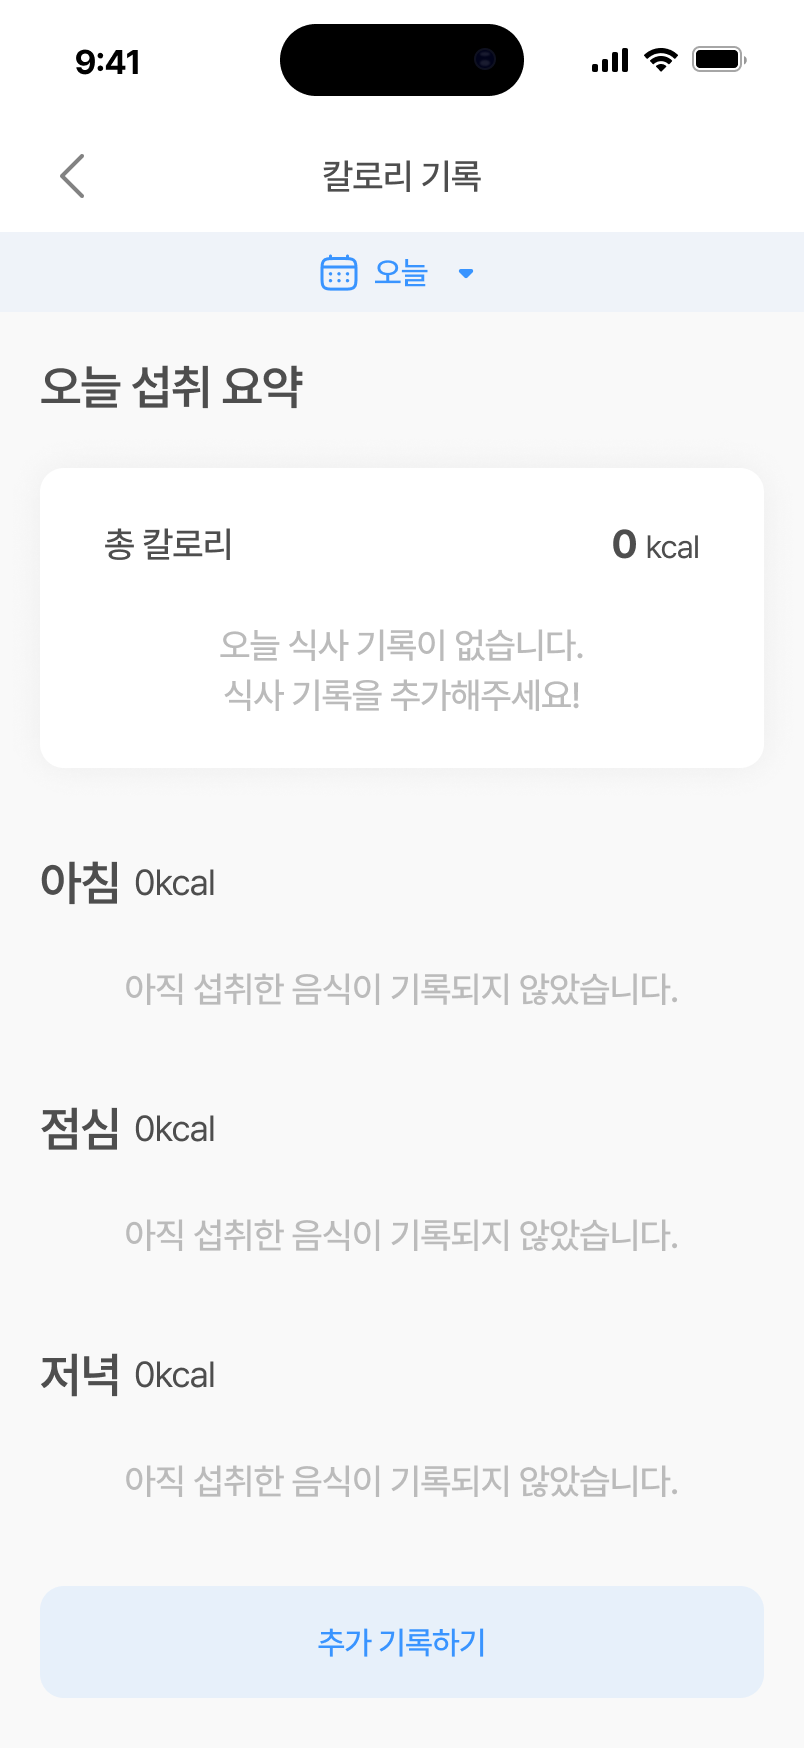 9:41
칼로리 기록
오늘
오늘 섭취 요약
총 칼로리 0 kcal
오늘 식사 기록이 없습니다.
식사 기록을 추가해주세요!
아침 0kcal
아직 섭취한 음식이 기록되지 않았습니다.
점심 0kcal
아직 섭취한 음식이 기록되지 않았습니다.
저녁 0kcal
아직 섭취한 음식이 기록되지 않았습니다.
추가 기록하기